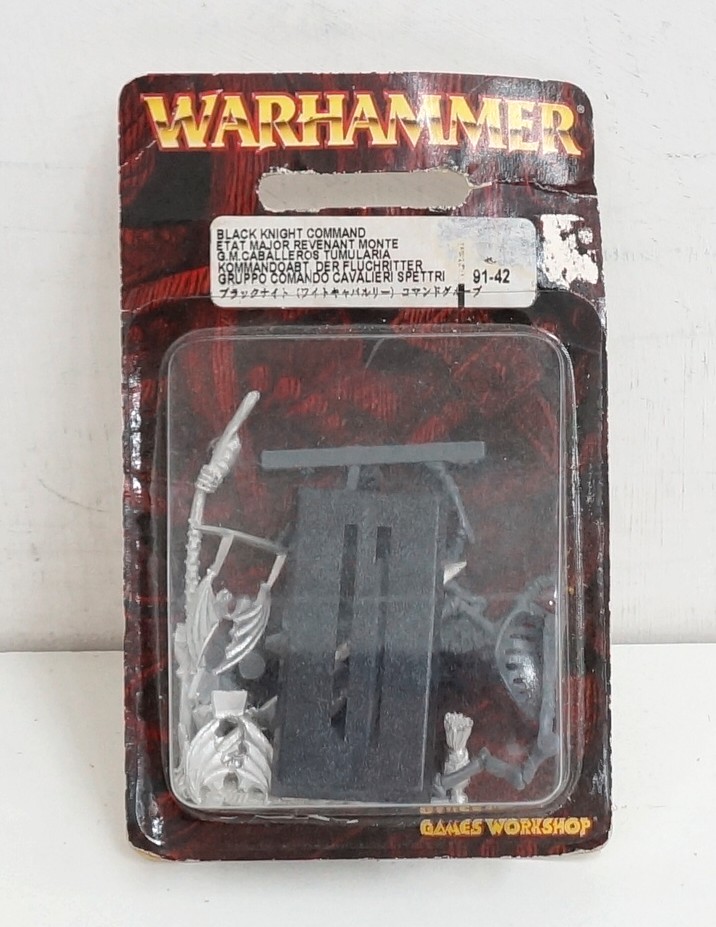 WARHAMMER®
BLACK KNIGHT COMMAND
ETAT MAJOR REVENANT MONTE
G.M.CABALLEROS TUMULARIA
KOMMANDOABT. DER FLUCHRITTER
GRUPPO COMANDO CAVALIERI SPETTRI 91-42
ブラックナイト (ワイトキャバルリー) コマンドグループ
GAMES WORKSHOP